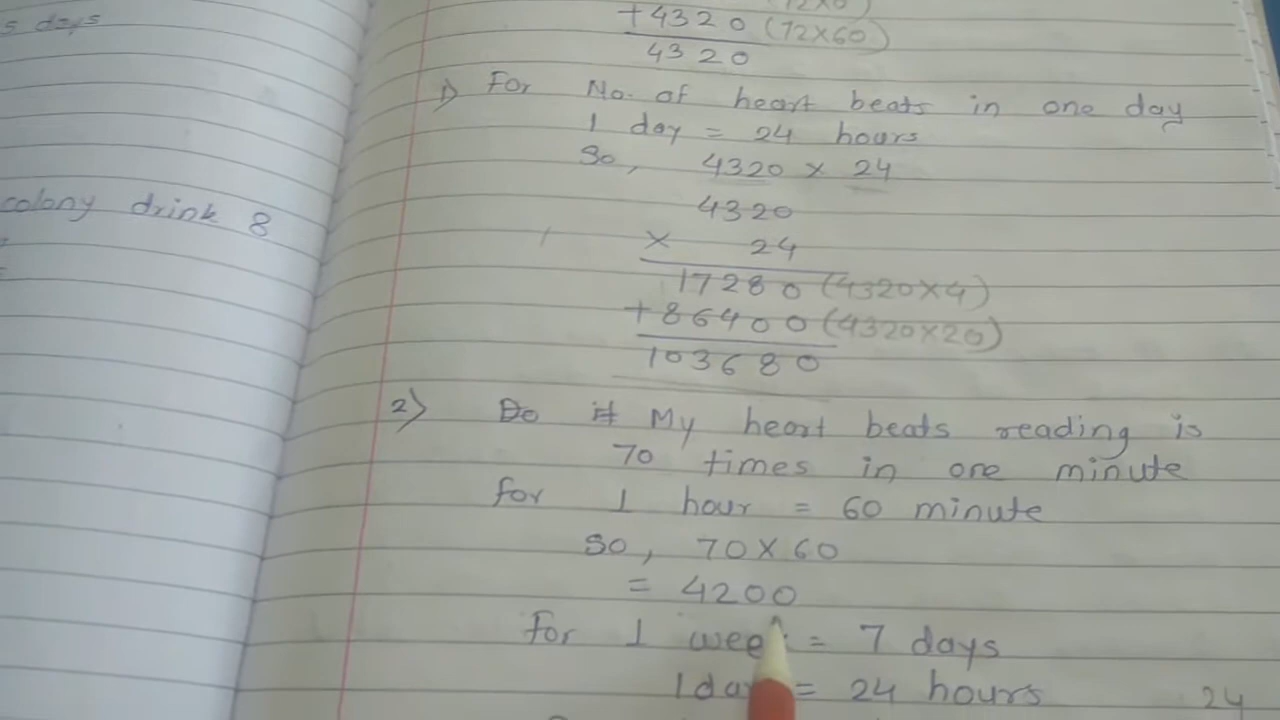 5 days
colony drink 8
+4320 (72×60)
4320
1) For No. of heart beats in one day
1 day = 24 hours
So, 4320 × 24
4320
× 24
17280 (4320×4)
+86400 (4320×20)
103680
2) Do it My heart beats reading is
70 times in one minute
for 1 hour = 60 minute
So, 70×60
= 4200
For 1 week = 7 days
1 day = 24 hours 24